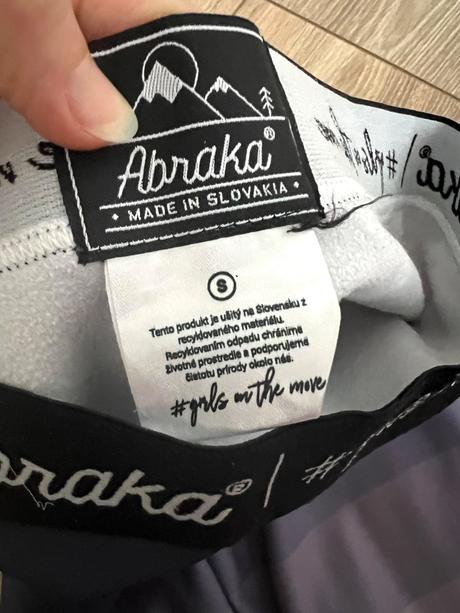 Abraka®
• MADE IN SLOVAKIA •
S
Tento produkt je ušitý na Slovensku z
recyklovaného materiálu.
Recyklovaním odpadu chránime
životné prostredie a podporujeme
čistotu prírody okolo nás.
#girls on the move
braka® / #